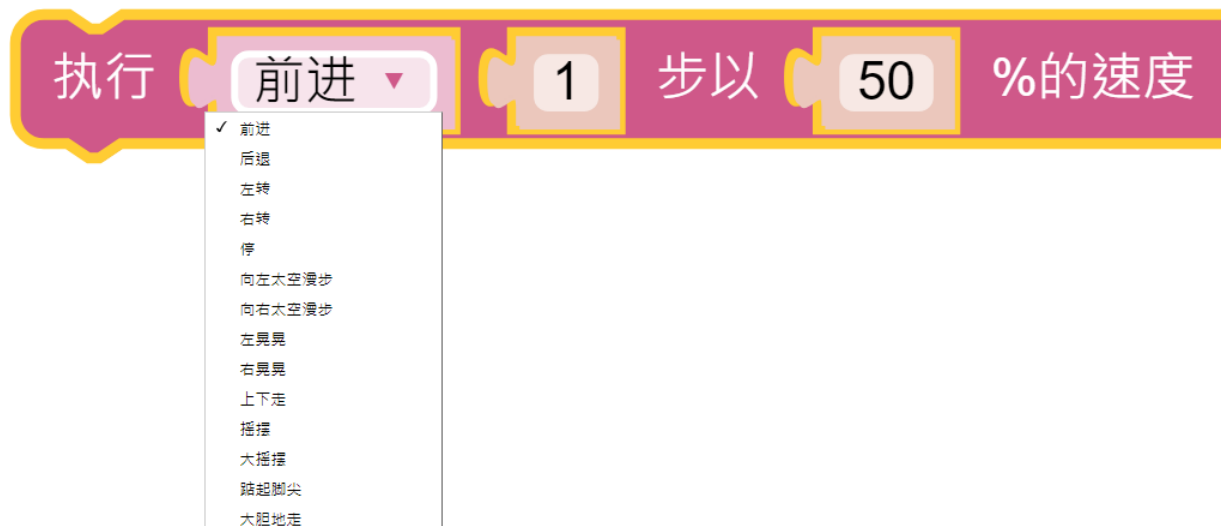 执行 前进 ▼ 1 步以 50 %的速度
✓ 前进
后退
左转
右转
停
向左太空漫步
向右太空漫步
左晃晃
右晃晃
上下走
摇摆
大摇摆
踮起脚尖
大胆地走